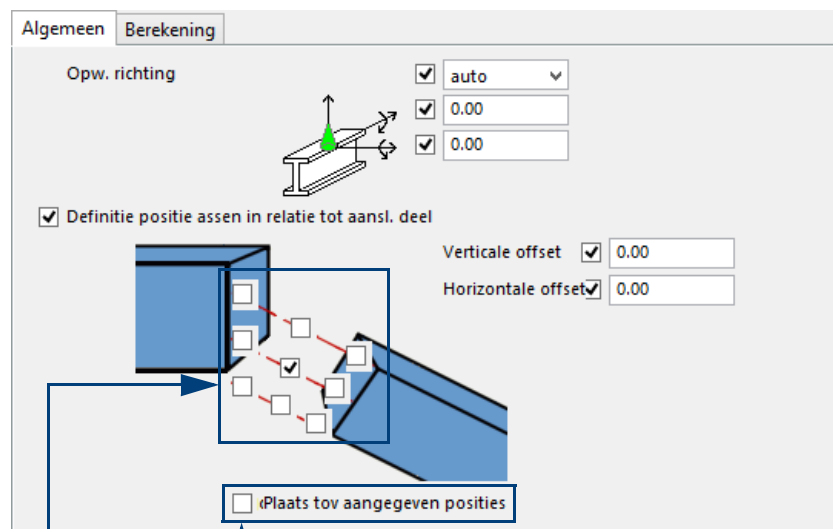 Algemeen Berekening
Opw. richting auto
0.00
0.00
Definitie positie assen in relatie tot aansl. deel
Verticale offset 0.00
Horizontale offset 0.00
Plaats tov aangegeven posities